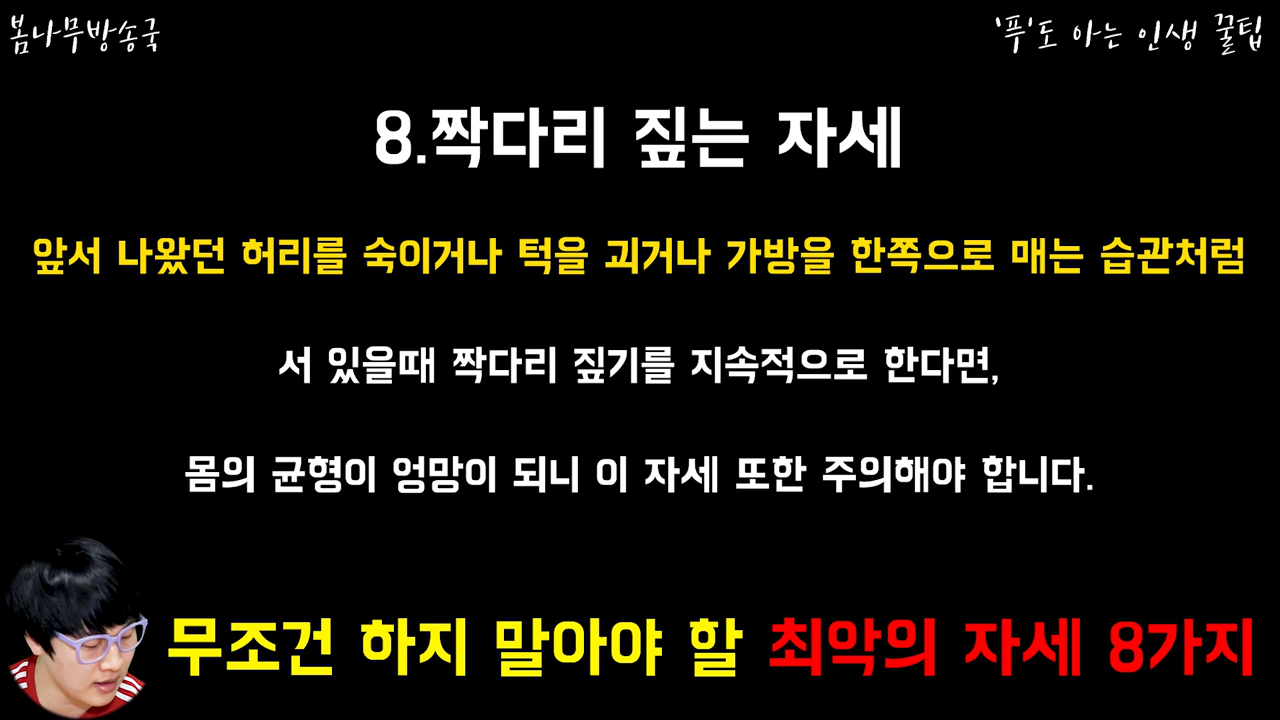 봄나무방송국
'푸'도 아는 인생 꿀팁
8.짝다리 짚는 자세
앞서 나왔던 허리를 숙이거나 턱을 괴거나 가방을 한쪽으로 매는 습관처럼
서 있을때 짝다리 짚기를 지속적으로 한다면,
몸의 균형이 엉망이 되니 이 자세 또한 주의해야 합니다.
무조건 하지 말아야 할 최악의 자세 8가지